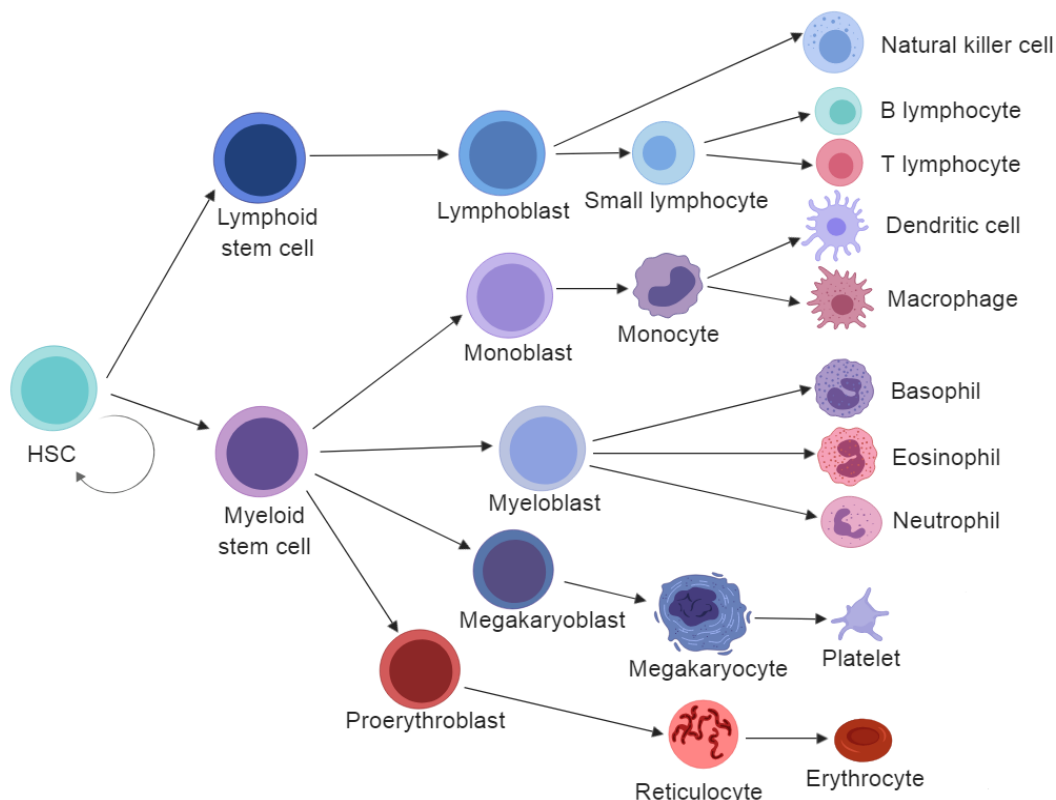 Natural killer cell
B lymphocyte
T lymphocyte
Lymphoid
stem cell
Lymphoblast
Small lymphocyte
Dendritic cell
Macrophage
Monoblast
Monocyte
HSC
Basophil
Eosinophil
Neutrophil
Myeloid
stem cell
Myeloblast
Megakaryoblast
Megakaryocyte
Platelet
Proerythroblast
Reticulocyte
Erythrocyte